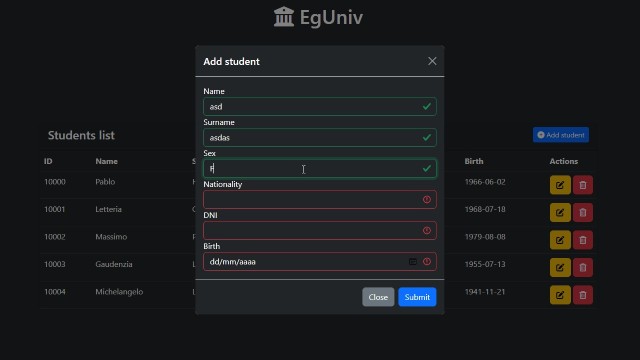 EgUniv
Add student
Name
asd
Surname
asdas
Sex
F
Nationality
DNI
Birth
dd/mm/aaaa
Close Submit
Students list
Add student
ID Name S Birth Actions
10000 Pablo 1966-06-02
10001 Letteria 1968-07-18
10002 Massimo 1979-08-08
10003 Gaudenzia 1955-07-13
10004 Michelangelo 1941-11-21